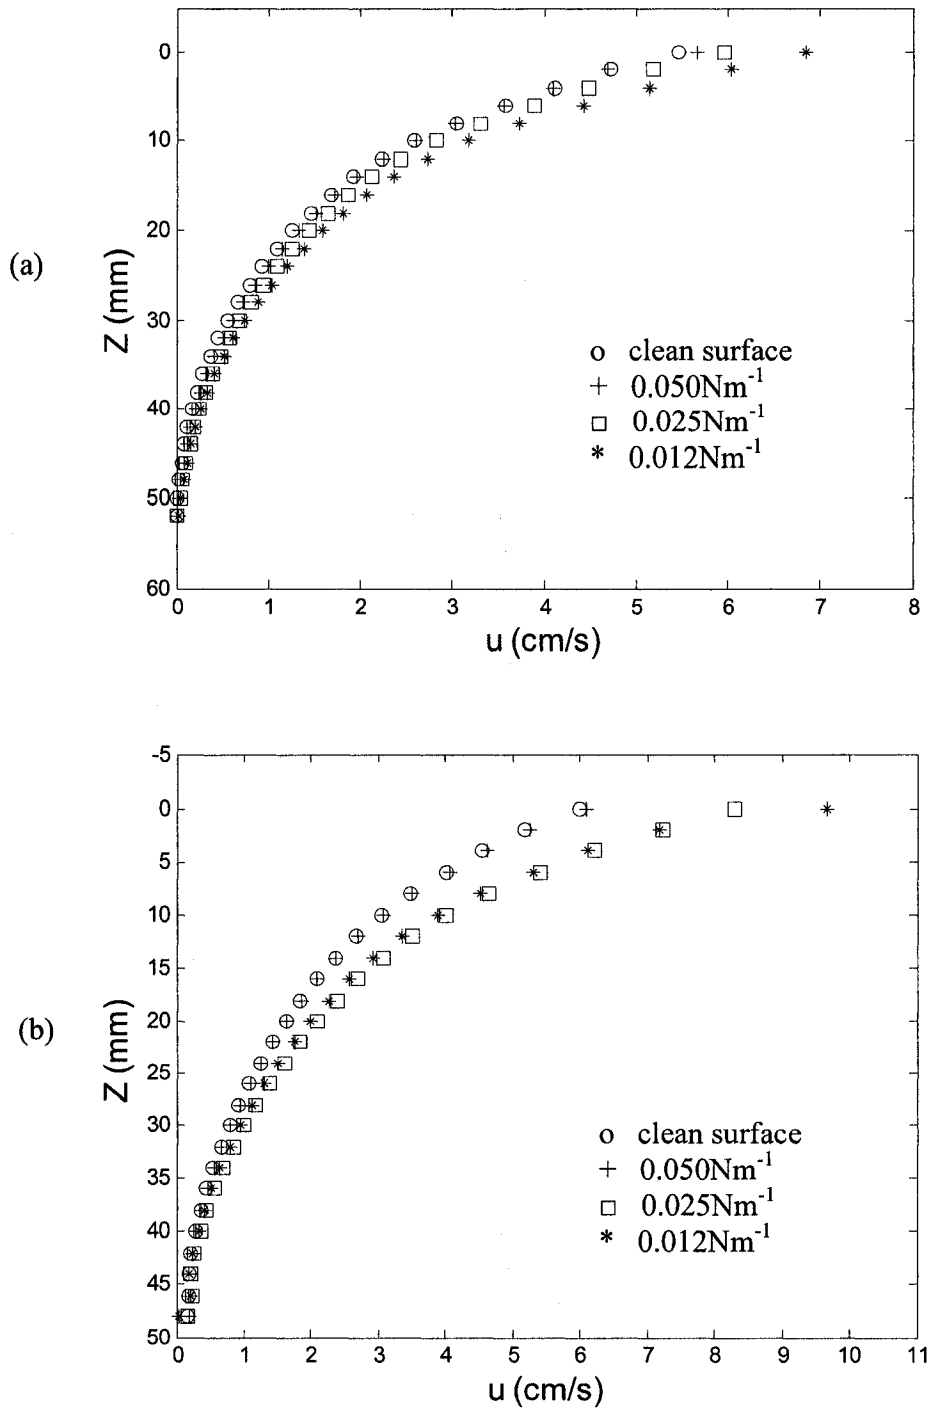 (a)
0
10
20
30
40
50
60
Z (mm)
0 1 2 3 4 5 6 7 8
u (cm/s)
o clean surface
+ 0.050Nm⁻¹
□ 0.025Nm⁻¹
* 0.012Nm⁻¹
(b)
-5
0
5
10
15
20
25
30
35
40
45
50
Z (mm)
0 1 2 3 4 5 6 7 8 9 10 11
u (cm/s)
o clean surface
+ 0.050Nm⁻¹
□ 0.025Nm⁻¹
* 0.012Nm⁻¹